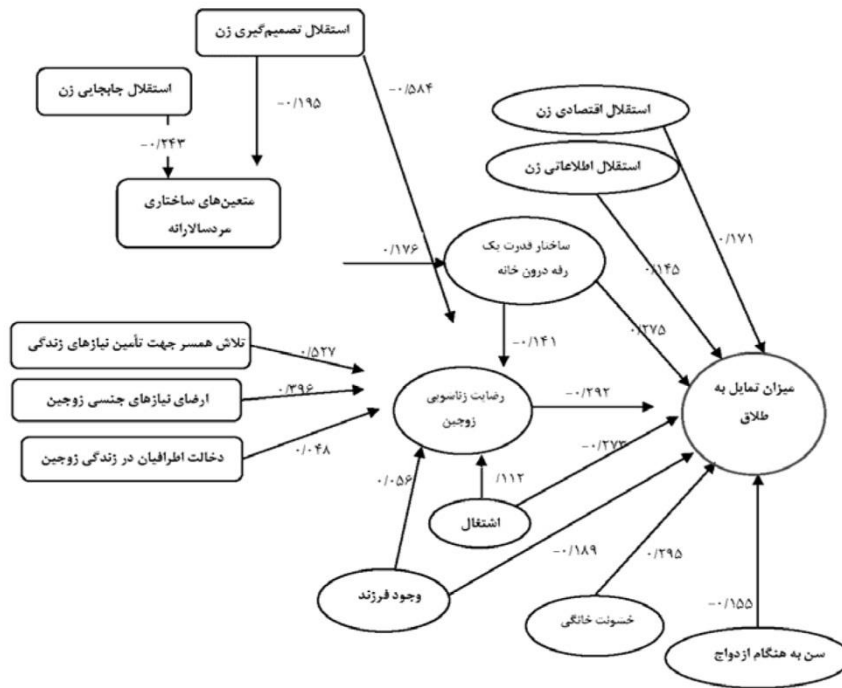 استقلال تصمیم‌گیری زن
استقلال جابجایی زن
-۰/۵۸۴
-۰/۱۹۵
استقلال اقتصادی زن
-۰/۲۴۳
استقلال اطلاعاتی زن
متعین‌های ساختاری
مردسالارانه
ساختار قدرت یک
رفه درون خانه
۰/۱۷۶
۰/۱۷۱
۰/۱۴۵
۰/۲۷۵
-۰/۱۴۱
تلاش همسر جهت تأمین نیازهای زندگی
۰/۵۲۷
ارضای نیازهای جنسی زوجین
۰/۳۹۶
دخالت اطرافیان در زندگی زوجین
۰/۰۴۸
رضایت زناسویی
زوجین
-۰/۲۹۲
میزان تمایل به
طلاق
-۰/۲۷۳
/۱۱۲
۰/۰۵۶
اشتغال
-۰/۱۸۹
۰/۲۹۵
وجود فرزند
خشونت خانگی
-۰/۱۵۵
سن به هنگام ازدواج